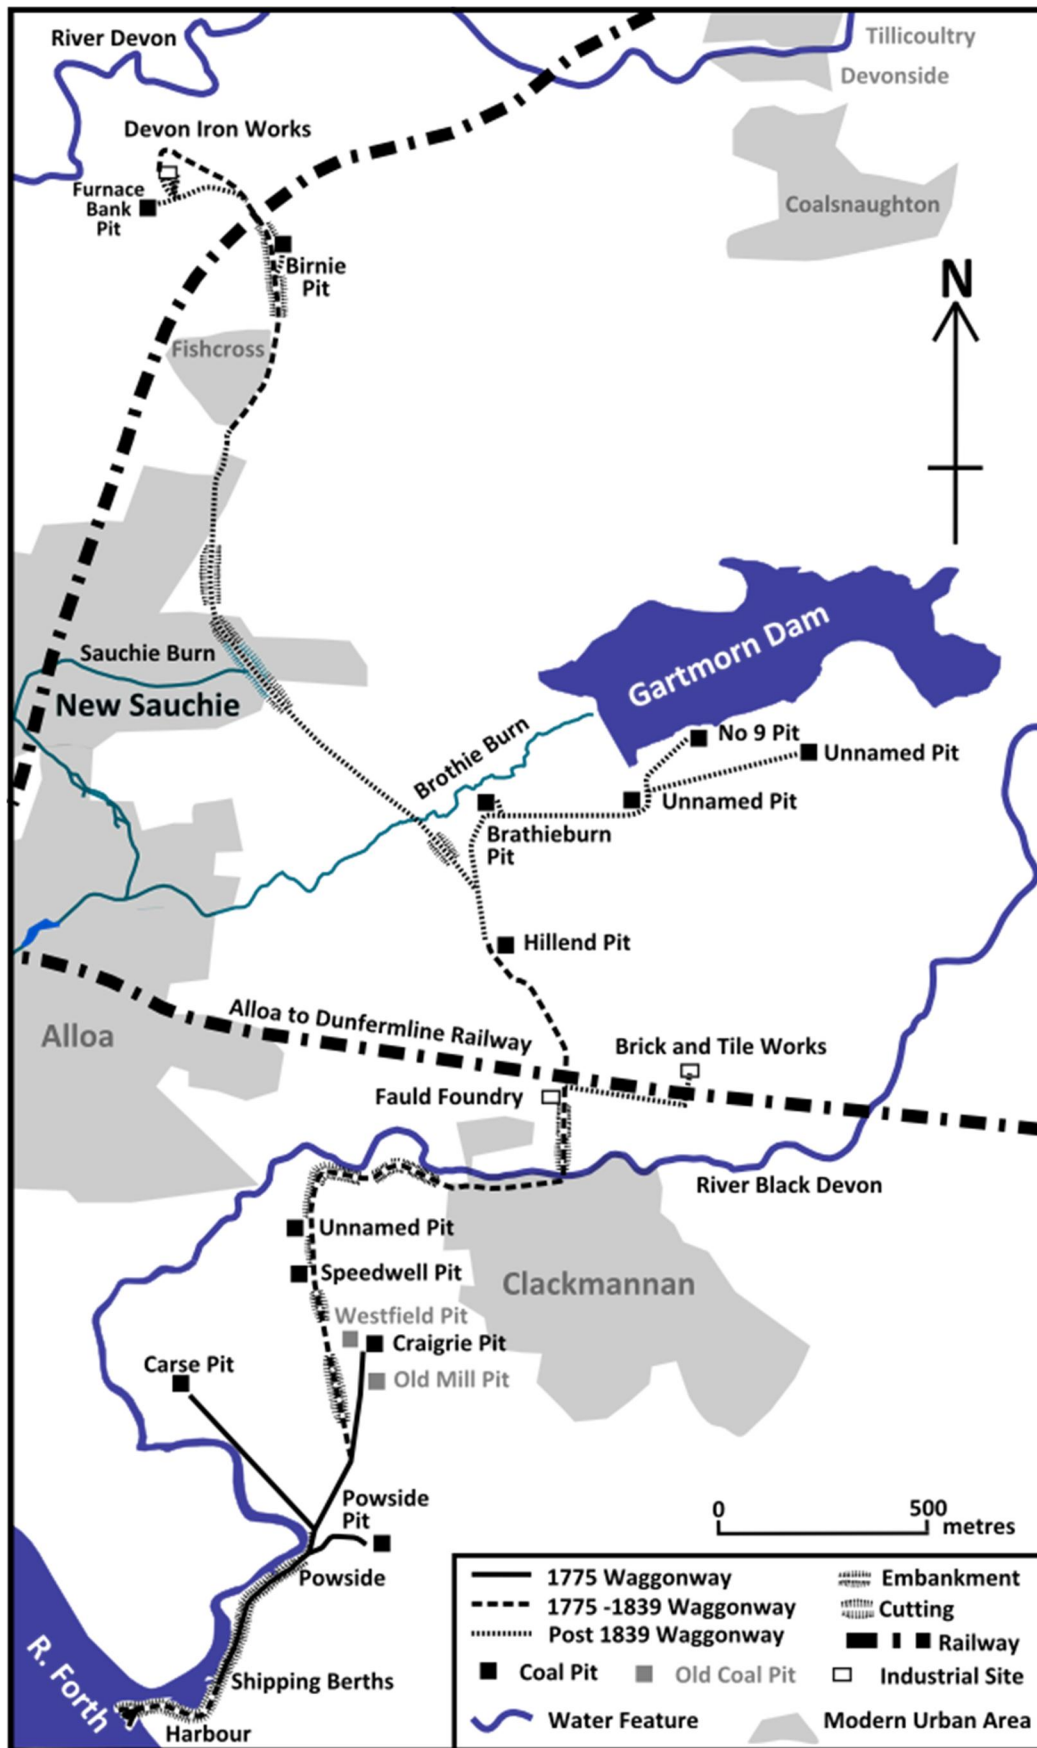 River Devon
Tillicoultry
Devonside
Devon Iron Works
Furnace
Bank
Pit
Coalsnaughton
Birnie
Pit
N
Fishcross
Gartmorn Dam
Sauchie Burn
New Sauchie
Brothie Burn
No 9 Pit
Unnamed Pit
Unnamed Pit
Brathieburn
Pit
Hillend Pit
Alloa to Dunfermline Railway
Alloa
Brick and Tile Works
Fauld Foundry
River Black Devon
Unnamed Pit
Speedwell Pit
Clackmannan
Westfield Pit
Craigrie Pit
Carse Pit
Old Mill Pit
Powside
Pit
0 500
metres
Powside
R. Forth
Shipping Berths
Harbour
1775 Waggonway
1775 -1839 Waggonway
Post 1839 Waggonway
Coal Pit
Old Coal Pit
Water Feature
Embankment
Cutting
Railway
Industrial Site
Modern Urban Area